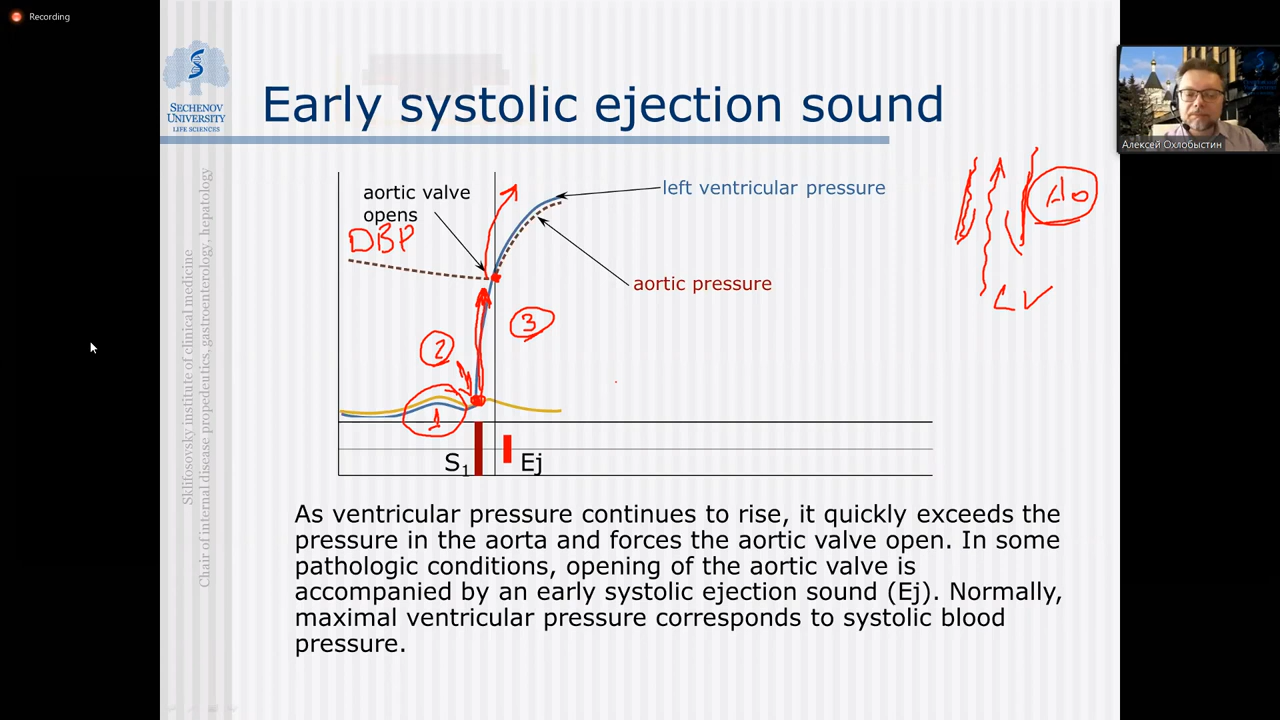 Recording
SECHENOV
UNIVERSITY
LIFE SCIENCES
Early systolic ejection sound
Алексей Охлобыстин
Sklifosovsky institute of clinical medicine
Chair of internal disease propedeutics, gastroenterology, hepatology
aortic valve
opens
DBP
left ventricular pressure
aortic pressure
Ao
LV
1
2
3
S1
Ej
As ventricular pressure continues to rise, it quickly exceeds the
pressure in the aorta and forces the aortic valve open. In some
pathologic conditions, opening of the aortic valve is
accompanied by an early systolic ejection sound (Ej). Normally,
maximal ventricular pressure corresponds to systolic blood
pressure.